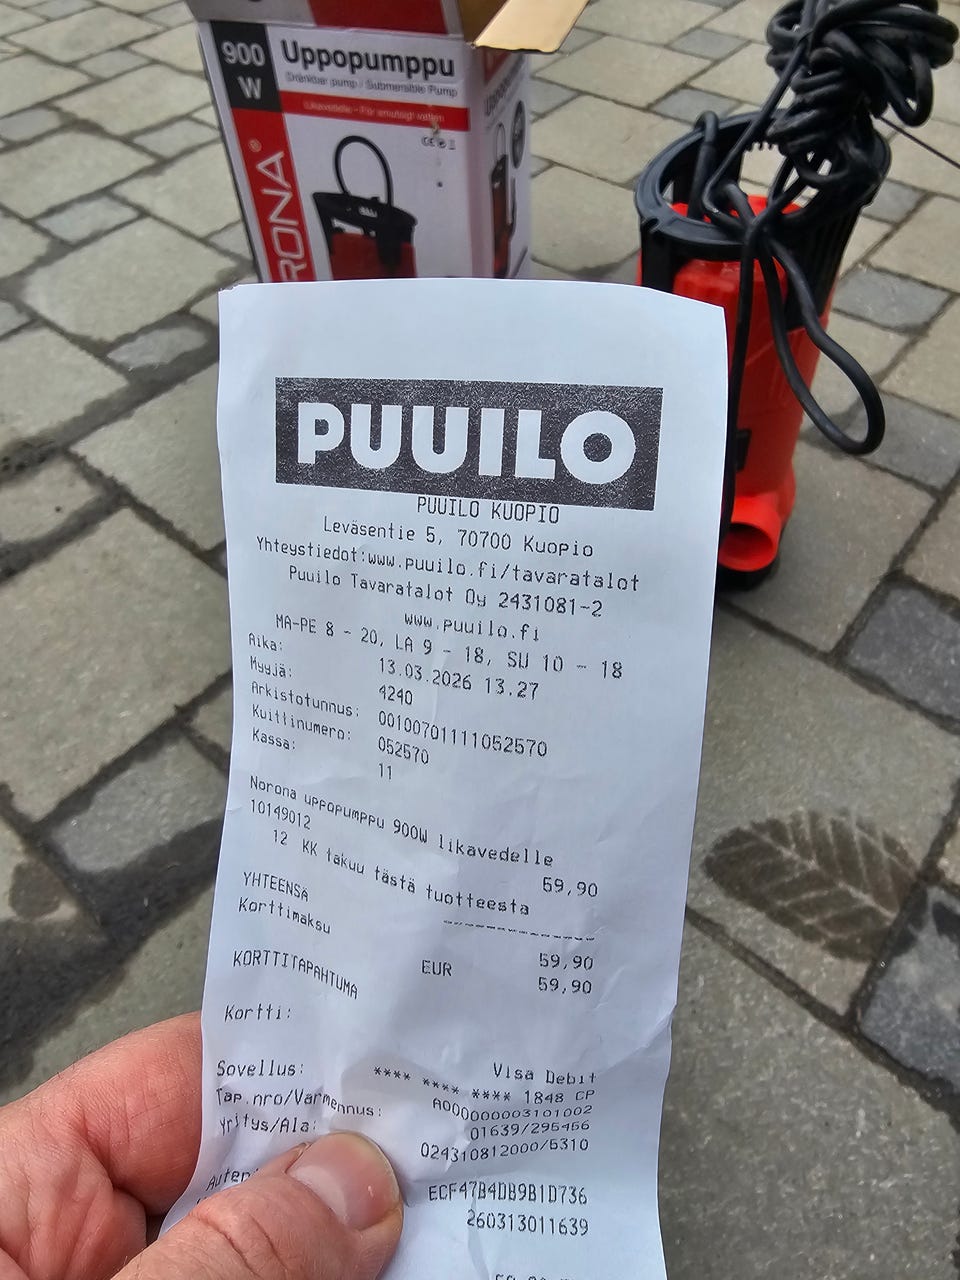 900
W
Uppopumppu
Dränkbar pump / Submersible Pump
Likavedelle • För smutsigt vatten
RONA®
PUUILO
PUUILO KUOPIO
Leväsentie 5, 70700 Kuopio
Yhteystiedot:www.puuilo.fi/tavaratalot
Puuilo Tavaratalot Oy 2431081-2
www.puuilo.fi
MA-PE 8 - 20, LA 9 - 18, SU 10 - 18
Aika: 13.03.2026 13.27
Myyjä: 4240
Arkistotunnus: 00100701111052570
Kuittinumero: 052570
Kassa: 11
Norona uppopumppu 900W likavedelle
10149012 59,90
12 KK takuu tästä tuotteesta
YHTEENSÄ 59,90
Korttimaksu EUR 59,90
KORTTITAPAHTUMA
Kortti: Visa Debit
**** **** **** 1848 CP
Sovellus: A0000000003101002
Tap.nro/Varmennus: 01639/295456
Yritys/Ala: 024310812000/5310
ECF47B4DB9B1D736
260313011639